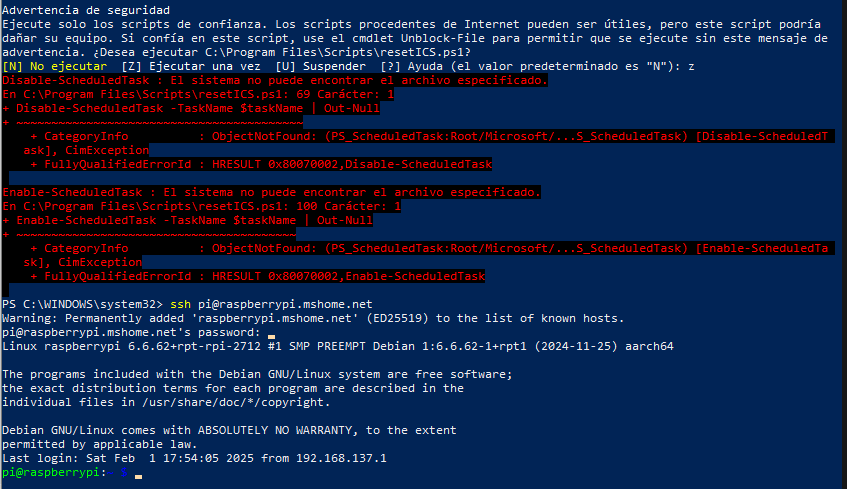 Advertencia de seguridad
Ejecute solo los scripts de confianza. Los scripts procedentes de Internet pueden ser útiles, pero este script podría
dañar su equipo. Si confía en este script, use el cmdlet Unblock-File para permitir que se ejecute sin este mensaje de
advertencia. ¿Desea ejecutar C:\Program Files\Scripts\resetICS.ps1?
[N] No ejecutar  [Z] Ejecutar una vez  [U] Suspender  [?] Ayuda (el valor predeterminado es "N"): z
Disable-ScheduledTask : El sistema no puede encontrar el archivo especificado.
En C:\Program Files\Scripts\resetICS.ps1: 69 Carácter: 1
+ Disable-ScheduledTask -TaskName $taskName | Out-Null
+ ~~~~~~~~~~~~~~~~~~~~~~~~~~~~~~~~~~~~~~~~~
    + CategoryInfo          : ObjectNotFound: (PS_ScheduledTask:Root/Microsoft/...S_ScheduledTask) [Disable-ScheduledT
   ask], CimException
    + FullyQualifiedErrorId : HRESULT 0x80070002,Disable-ScheduledTask
Enable-ScheduledTask : El sistema no puede encontrar el archivo especificado.
En C:\Program Files\Scripts\resetICS.ps1: 100 Carácter: 1
+ Enable-ScheduledTask -TaskName $taskName | Out-Null
+ ~~~~~~~~~~~~~~~~~~~~~~~~~~~~~~~~~~~~~~~~
    + CategoryInfo          : ObjectNotFound: (PS_ScheduledTask:Root/Microsoft/...S_ScheduledTask) [Enable-ScheduledTa
   sk], CimException
    + FullyQualifiedErrorId : HRESULT 0x80070002,Enable-ScheduledTask
PS C:\WINDOWS\system32> ssh pi@raspberrypi.mshome.net
Warning: Permanently added 'raspberrypi.mshome.net' (ED25519) to the list of known hosts.
pi@raspberrypi.mshome.net's password:
Linux raspberrypi 6.6.62+rpt-rpi-2712 #1 SMP PREEMPT Debian 1:6.6.62-1+rpt1 (2024-11-25) aarch64
The programs included with the Debian GNU/Linux system are free software;
the exact distribution terms for each program are described in the
individual files in /usr/share/doc/*/copyright.
Debian GNU/Linux comes with ABSOLUTELY NO WARRANTY, to the extent
permitted by applicable law.
Last login: Sat Feb  1 17:54:05 2025 from 192.168.137.1
pi@raspberrypi:~ $